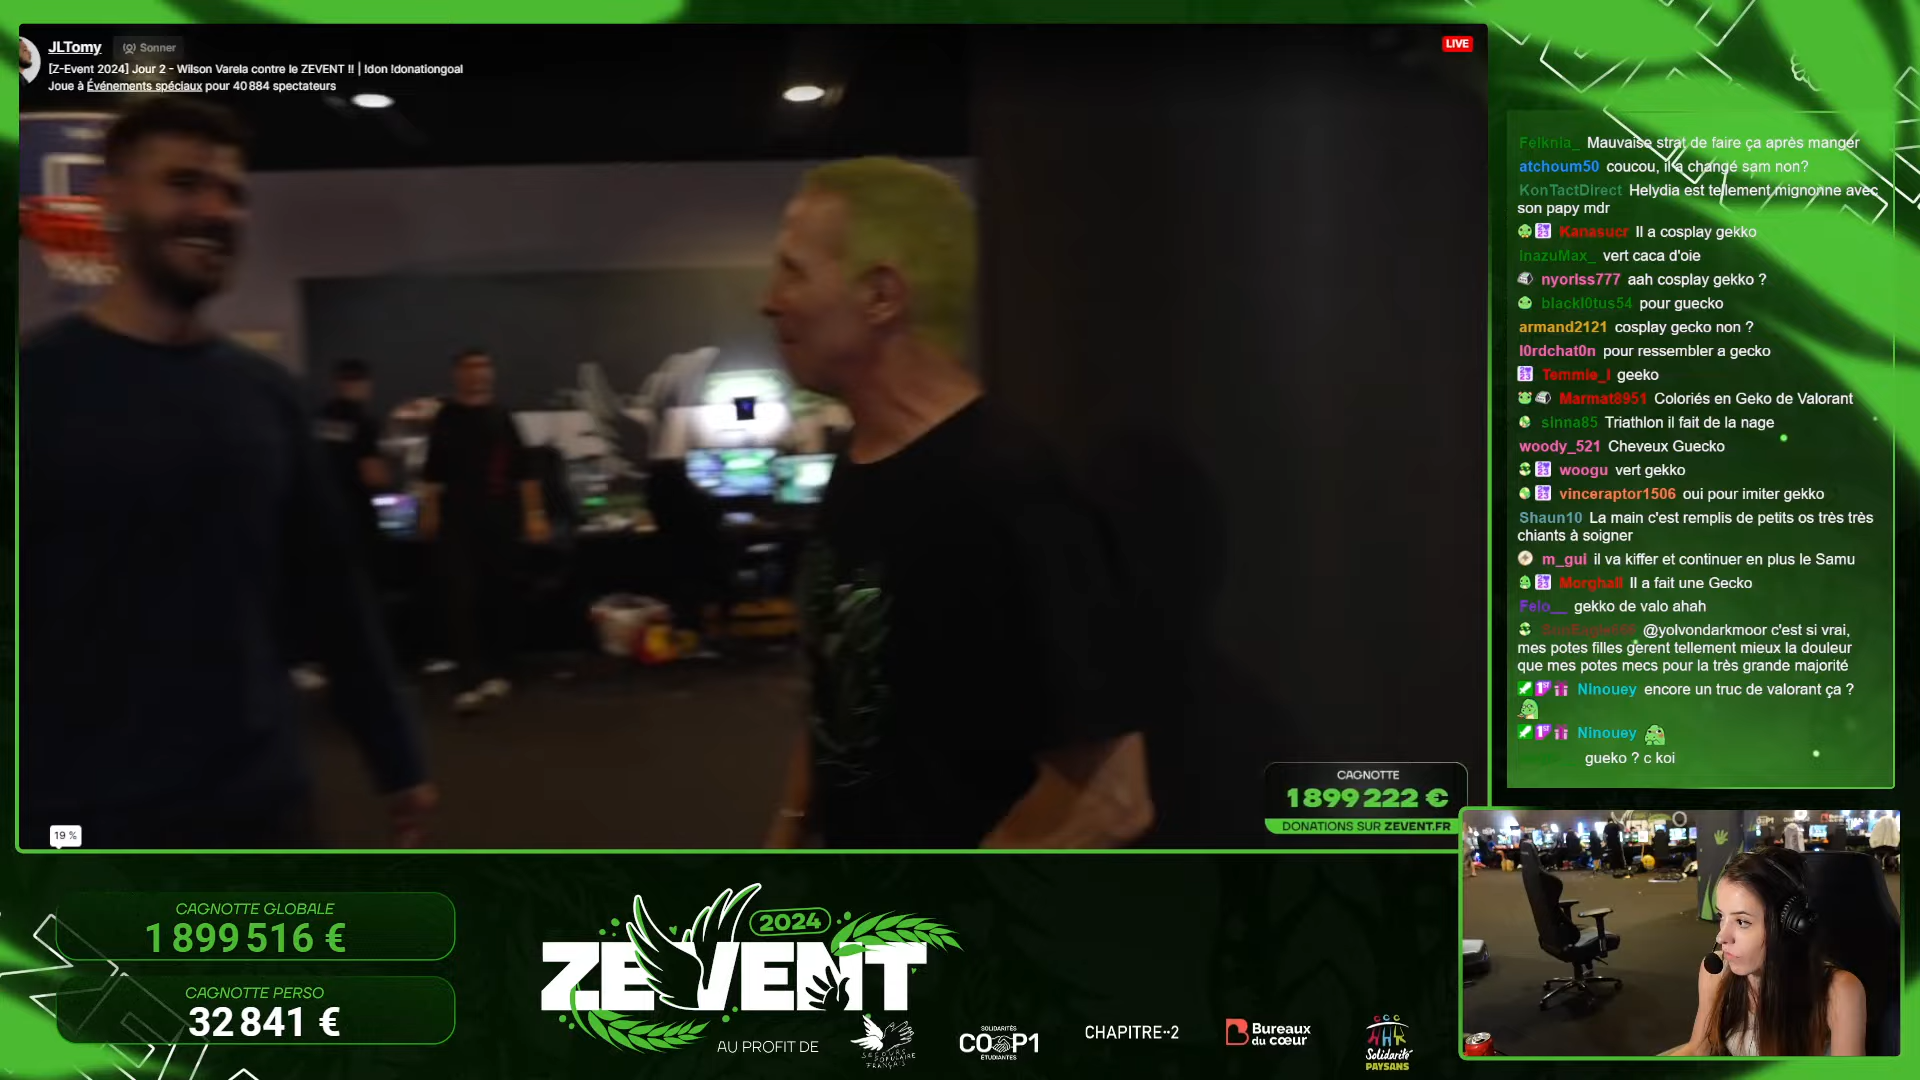 JLTomy
Sonner
LIVE
[Z-Event 2024] Jour 2 - Wilson Varela contre le ZEVENT !! | !don !donationgoal
Joue à Événements spéciaux pour 40 884 spectateurs
19 %
CAGNOTTE
1 899 222 €
DONATIONS SUR ZEVENT.FR
Felknia_ Mauvaise strat de faire ça après manger
atchoum50 coucou, il a changé sam non?
KonTactDirect Helydia est tellement mignonne avec
son papy mdr
Kanasucr Il a cosplay gekko
InazuMax_ vert caca d'oie
nyoriss777 aah cosplay gekko ?
blackl0tus54 pour guecko
armand2121 cosplay gecko non ?
l0rdchat0n pour ressembler a gecko
Temmie_l geeko
Marmat8951 Coloriés en Geko de Valorant
sinna85 Triathlon il fait de la nage
woody_521 Cheveux Guecko
woogu vert gekko
vinceraptor1506 oui pour imiter gekko
Shaun10 La main c'est remplis de petits os très très
chiants à soigner
m_gui il va kiffer et continuer en plus le Samu
Morghall Il a fait une Gecko
Felo__ gekko de valo ahah
@yolvondarkmoor c'est si vrai,
mes potes filles gèrent tellement mieux la douleur
que mes potes mecs pour la très grande majorité
Ninouey encore un truc de valorant ça ?
Ninouey
gueko ? c koi
CAGNOTTE GLOBALE
1 899 516 €
CAGNOTTE PERSO
32 841 €
2024
ZEVENT
AU PROFIT DE
SECOURS
POPULAIRE
FRANÇAIS
SOLIDARITÉS
COP1
ÉTUDIANTES
CHAPITRE··2
Bureaux
du cœur
Solidarité
PAYSANS